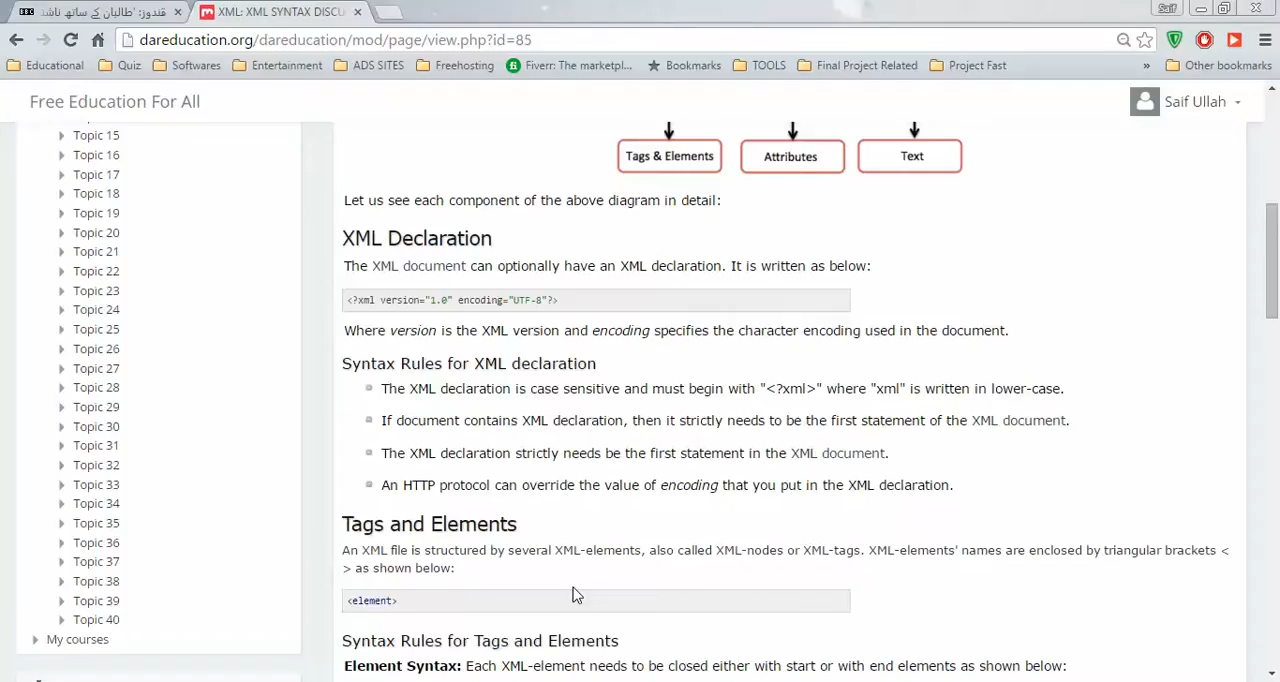 BBC قندوز: 'طالبان کے ساتھ ناشتہ
XML: XML SYNTAX DISCU
Saif
dareducation.org/dareducation/mod/page/view.php?id=85
Educational Quiz Softwares Entertainment ADS SITES Freehosting Fiverr: The marketpl... Bookmarks TOOLS Final Project Related Project Fast » Other bookmarks
Free Education For All
Saif Ullah
Topic 15
Topic 16
Topic 17
Topic 18
Topic 19
Topic 20
Topic 21
Topic 22
Topic 23
Topic 24
Topic 25
Topic 26
Topic 27
Topic 28
Topic 29
Topic 30
Topic 31
Topic 32
Topic 33
Topic 34
Topic 35
Topic 36
Topic 37
Topic 38
Topic 39
Topic 40
My courses
Tags & Elements Attributes Text
Let us see each component of the above diagram in detail:
XML Declaration
The XML document can optionally have an XML declaration. It is written as below:
<?xml version="1.0" encoding="UTF-8"?>
Where version is the XML version and encoding specifies the character encoding used in the document.
Syntax Rules for XML declaration
The XML declaration is case sensitive and must begin with "<?xml>" where "xml" is written in lower-case.
If document contains XML declaration, then it strictly needs to be the first statement of the XML document.
The XML declaration strictly needs be the first statement in the XML document.
An HTTP protocol can override the value of encoding that you put in the XML declaration.
Tags and Elements
An XML file is structured by several XML-elements, also called XML-nodes or XML-tags. XML-elements' names are enclosed by triangular brackets <
> as shown below:
<element>
Syntax Rules for Tags and Elements
Element Syntax: Each XML-element needs to be closed either with start or with end elements as shown below: